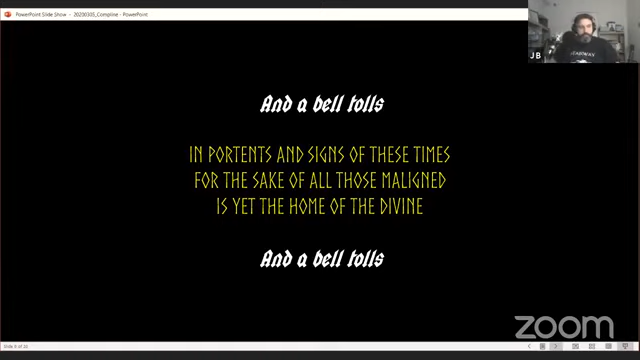 PowerPoint Slide Show - 20200303_Compline - PowerPoint
JB
And a bell tolls
IN PORTENTS AND SIGNS OF THESE TIMES
FOR THE SAKE OF ALL THOSE MALIGNED
IS YET THE HOME OF THE DIVINE
And a bell tolls
zoom